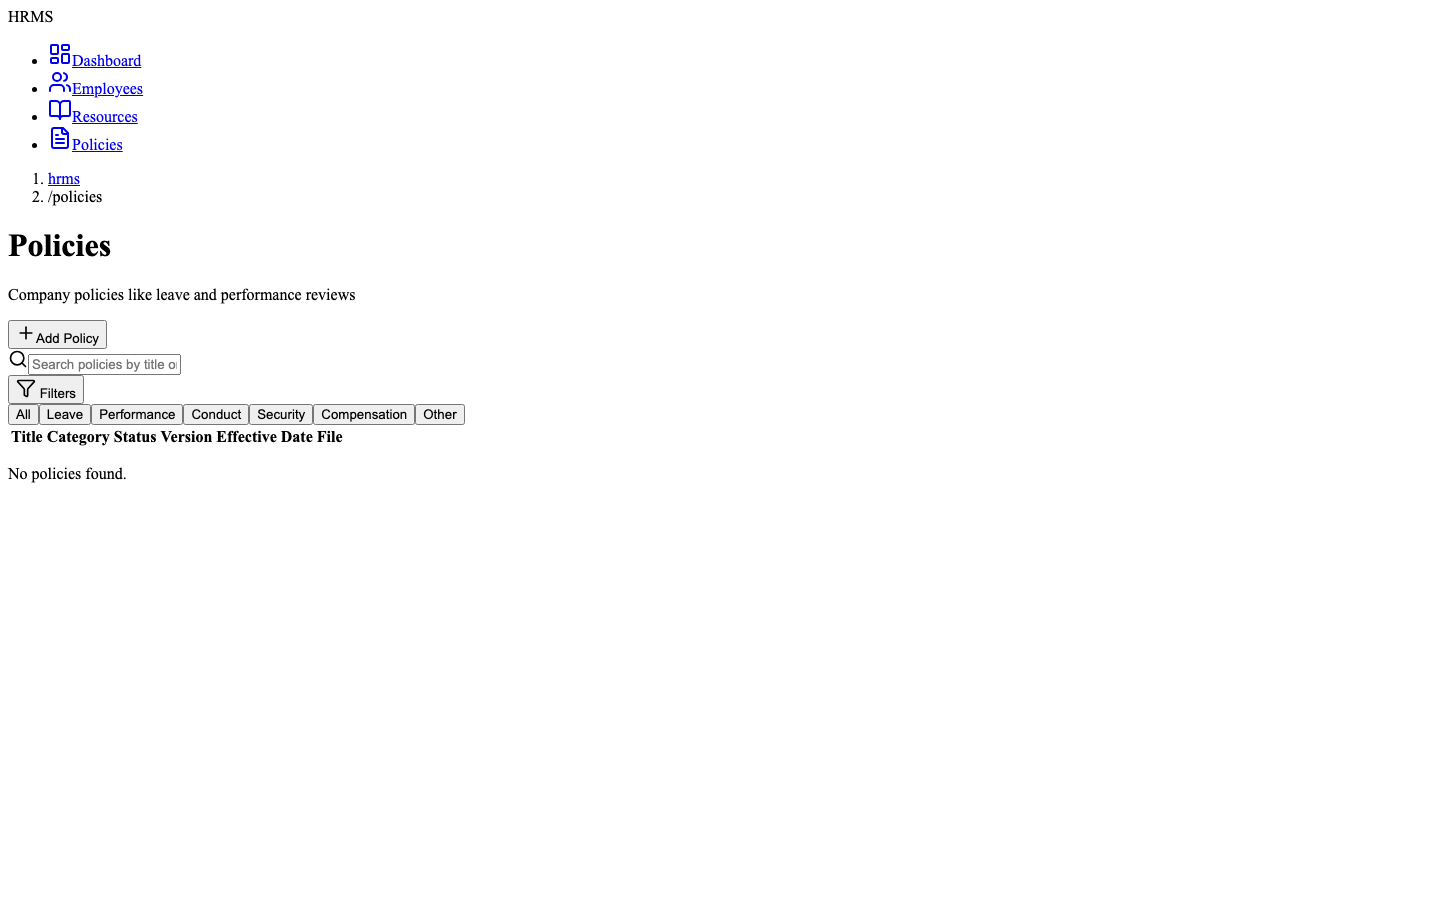 HRMS
Dashboard
Employees
Resources
Policies
1. hrms
2. /policies
Policies
Company policies like leave and performance reviews
Add Policy
Search policies by title o
Filters
All Leave Performance Conduct Security Compensation Other
Title Category Status Version Effective Date File
No policies found.